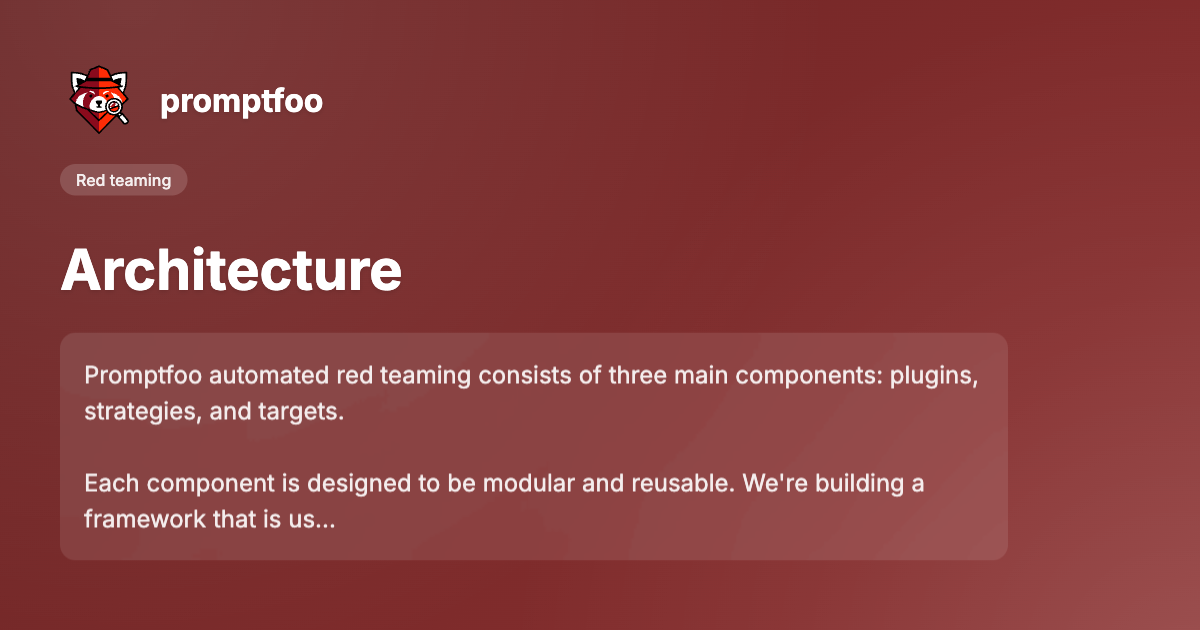 promptfoo
Red teaming
Architecture
Promptfoo automated red teaming consists of three main components: plugins,
strategies, and targets.
Each component is designed to be modular and reusable. We're building a
framework that is us...